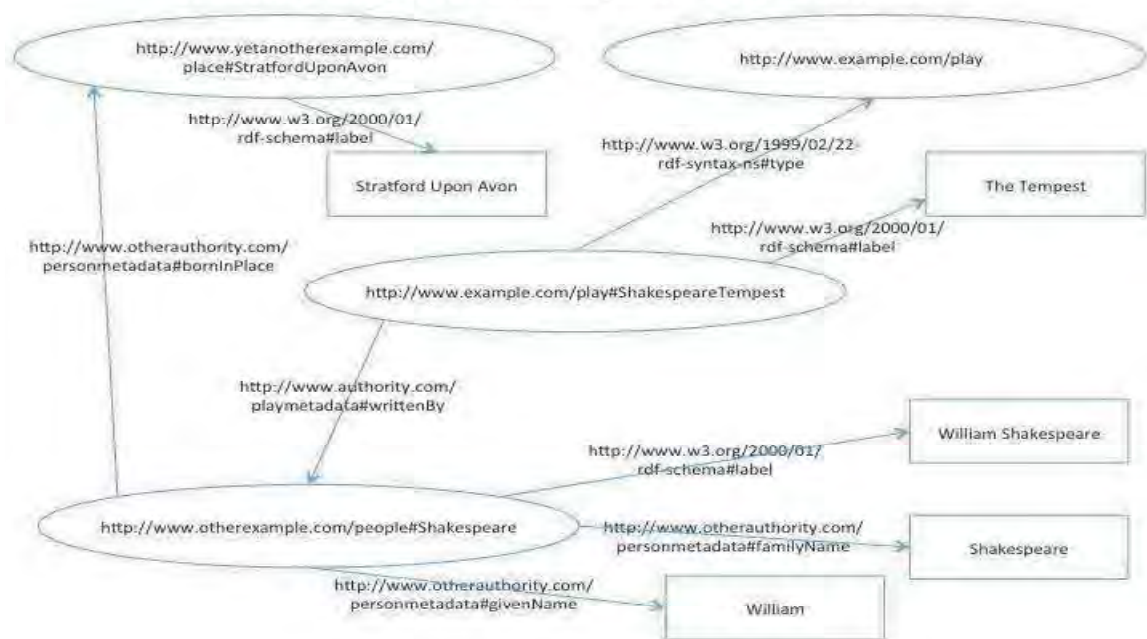 http://www.yetanotherexample.com/
place#StratfordUponAvon
http://www.example.com/play
http://www.w3.org/2000/01/
rdf-schema#label
http://www.w3.org/1999/02/22-
rdf-syntax-ns#type
Stratford Upon Avon
The Tempest
http://www.w3.org/2000/01/
rdf-schema#label
http://www.otherauthority.com/
personmetadata#bornInPlace
http://www.example.com/play#ShakespeareTempest
http://www.authority.com/
playmetadata#writtenBy
William Shakespeare
http://www.w3.org/2000/01/
rdf-schema#label
http://www.otherexample.com/people#Shakespeare
http://www.otherauthority.com/
personmetadata#familyName
Shakespeare
http://www.otherauthority.com/
personmetadata#givenName
William